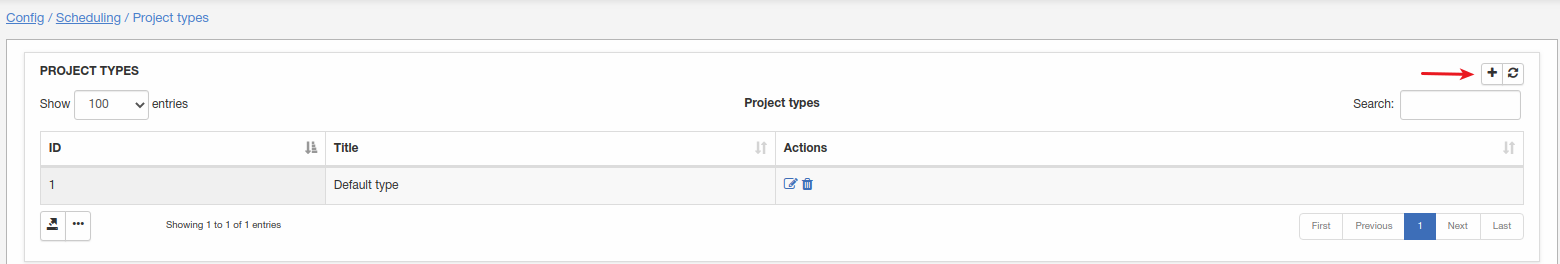 Config / Scheduling / Project types
PROJECT TYPES
Show 100 entries
Project types
Search:
ID Title Actions
1 Default type
Showing 1 to 1 of 1 entries
First Previous 1 Next Last